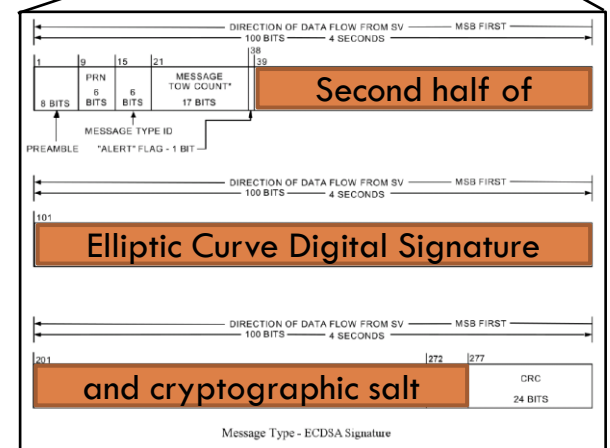 DIRECTION OF DATA FLOW FROM SV MSB FIRST
100 BITS 4 SECONDS
1 9 15 21 38 39
8 BITS
PRN 6 BITS
6 BITS
MESSAGE TOW COUNT* 17 BITS
Second half of
MESSAGE TYPE ID
PREAMBLE "ALERT" FLAG - 1 BIT
DIRECTION OF DATA FLOW FROM SV MSB FIRST
100 BITS 4 SECONDS
101
Elliptic Curve Digital Signature
DIRECTION OF DATA FLOW FROM SV MSB FIRST
100 BITS 4 SECONDS
201 272 277
and cryptographic salt
CRC
24 BITS
Message Type - ECDSA Signature